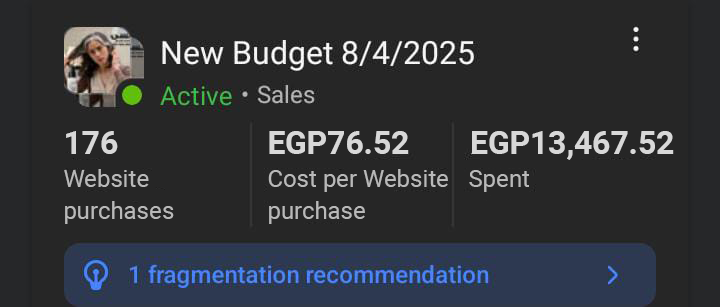 New Budget 8/4/2025
Active • Sales
176
Website
purchases
EGP76.52
Cost per Website
purchase
EGP13,467.52
Spent
1 fragmentation recommendation